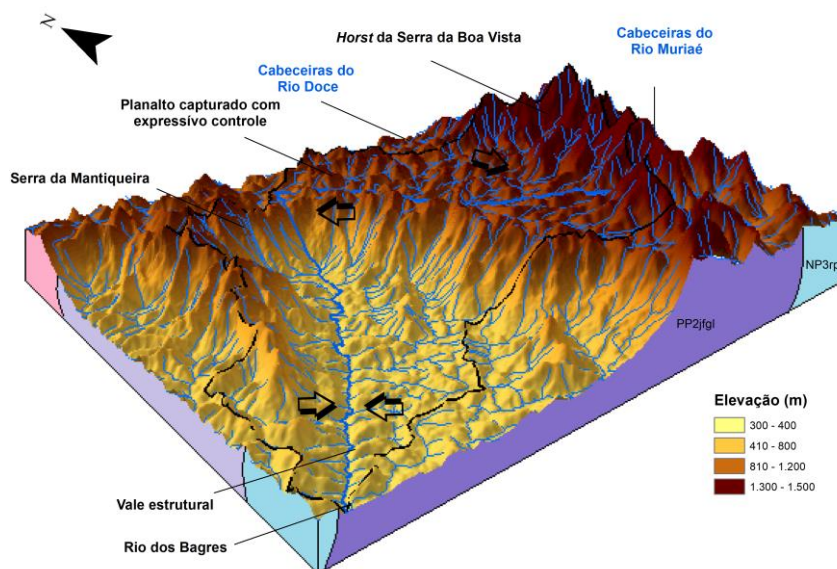 N
Horst da Serra da Boa Vista
Cabeceiras do
Rio Muriaé
Cabeceiras do
Rio Doce
Planalto capturado com
expressívo controle
Serra da Mantiqueira
NP3rp
PP2jfgl
Elevação (m)
300 - 400
410 - 800
810 - 1.200
1.300 - 1.500
Vale estrutural
Rio dos Bagres